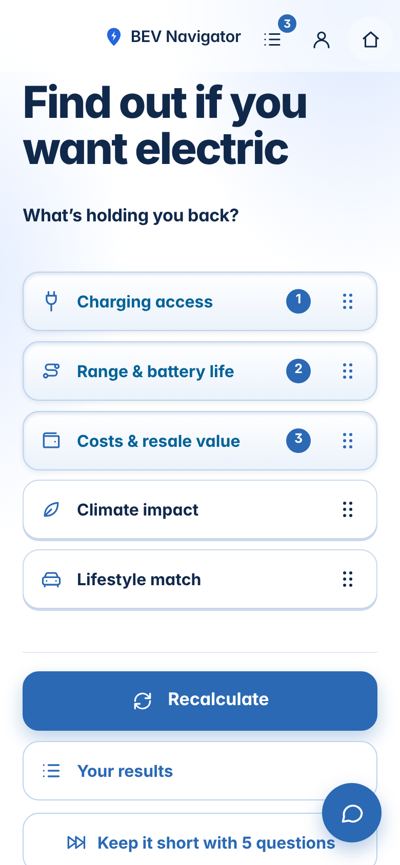 BEV Navigator
3
Find out if you
want electric
What’s holding you back?
Charging access
1
Range & battery life
2
Costs & resale value
3
Climate impact
Lifestyle match
Recalculate
Your results
Keep it short with 5 questions